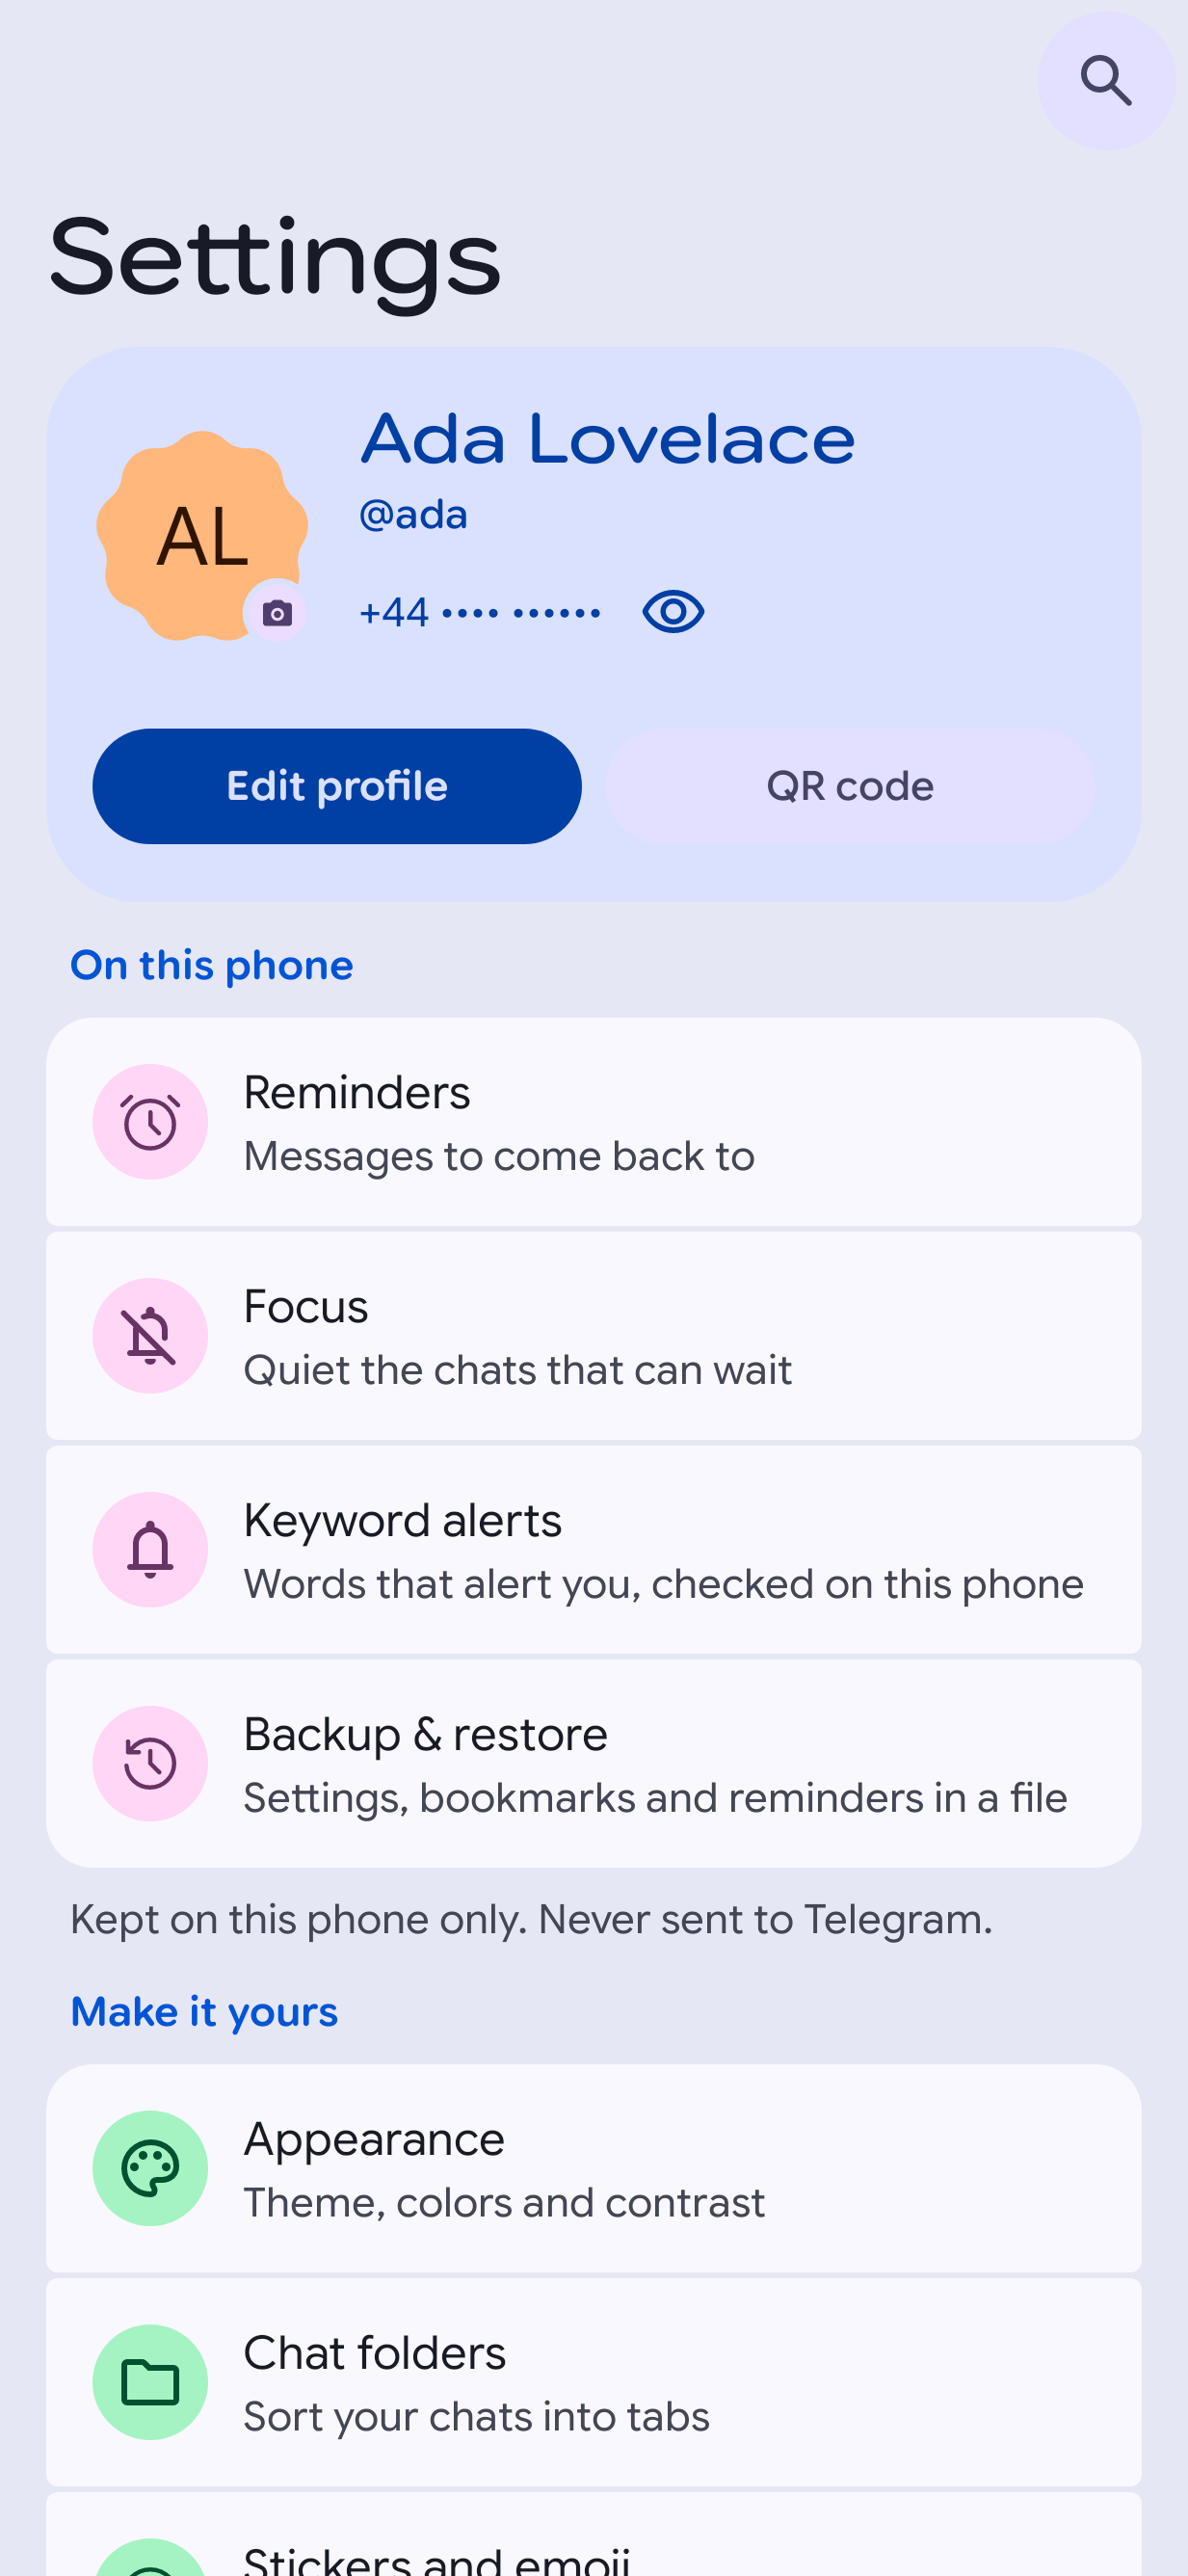 Settings
Ada Lovelace
AL
@ada
+44 •••• ••••••
Edit profile
QR code
On this phone
Reminders
Messages to come back to
Focus
Quiet the chats that can wait
Keyword alerts
Words that alert you, checked on this phone
Backup & restore
Settings, bookmarks and reminders in a file
Kept on this phone only. Never sent to Telegram.
Make it yours
Appearance
Theme, colors and contrast
Chat folders
Sort your chats into tabs
Stickers and emoji